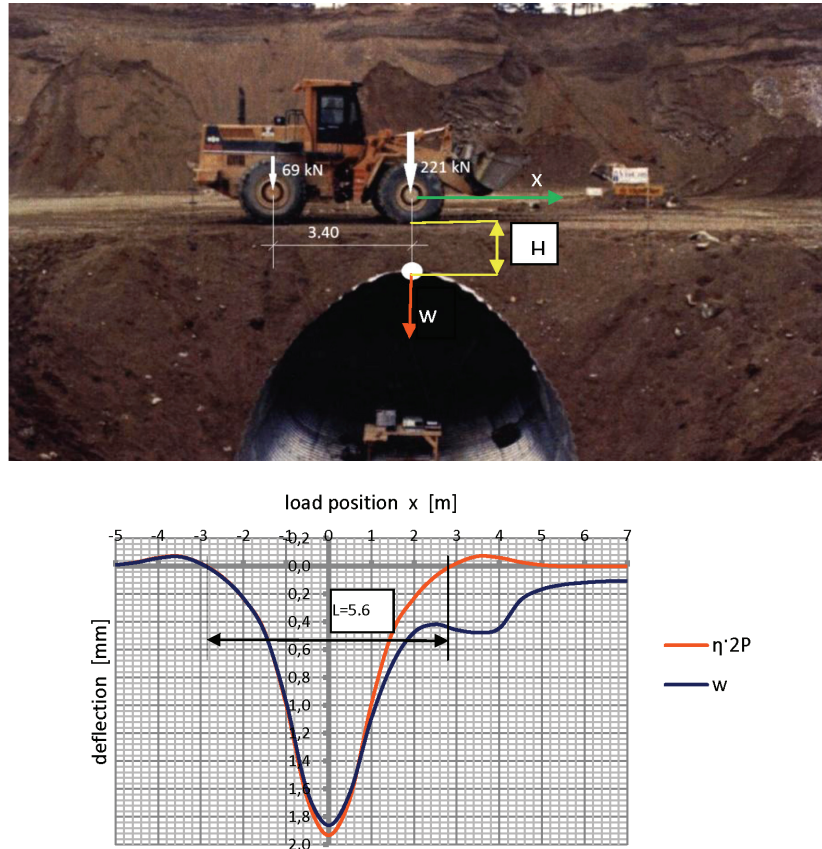 69 kN
221 kN
x
3.40
H
w
load position x [m]
-5 -4 -3 -2 -1 0 1 2 3 4 5 6 7
-0,2
0,0
0,2
0,4
0,6
0,8
1,0
1,2
1,4
1,6
1,8
2,0
L=5.6
deflection [mm]
η·2P
w